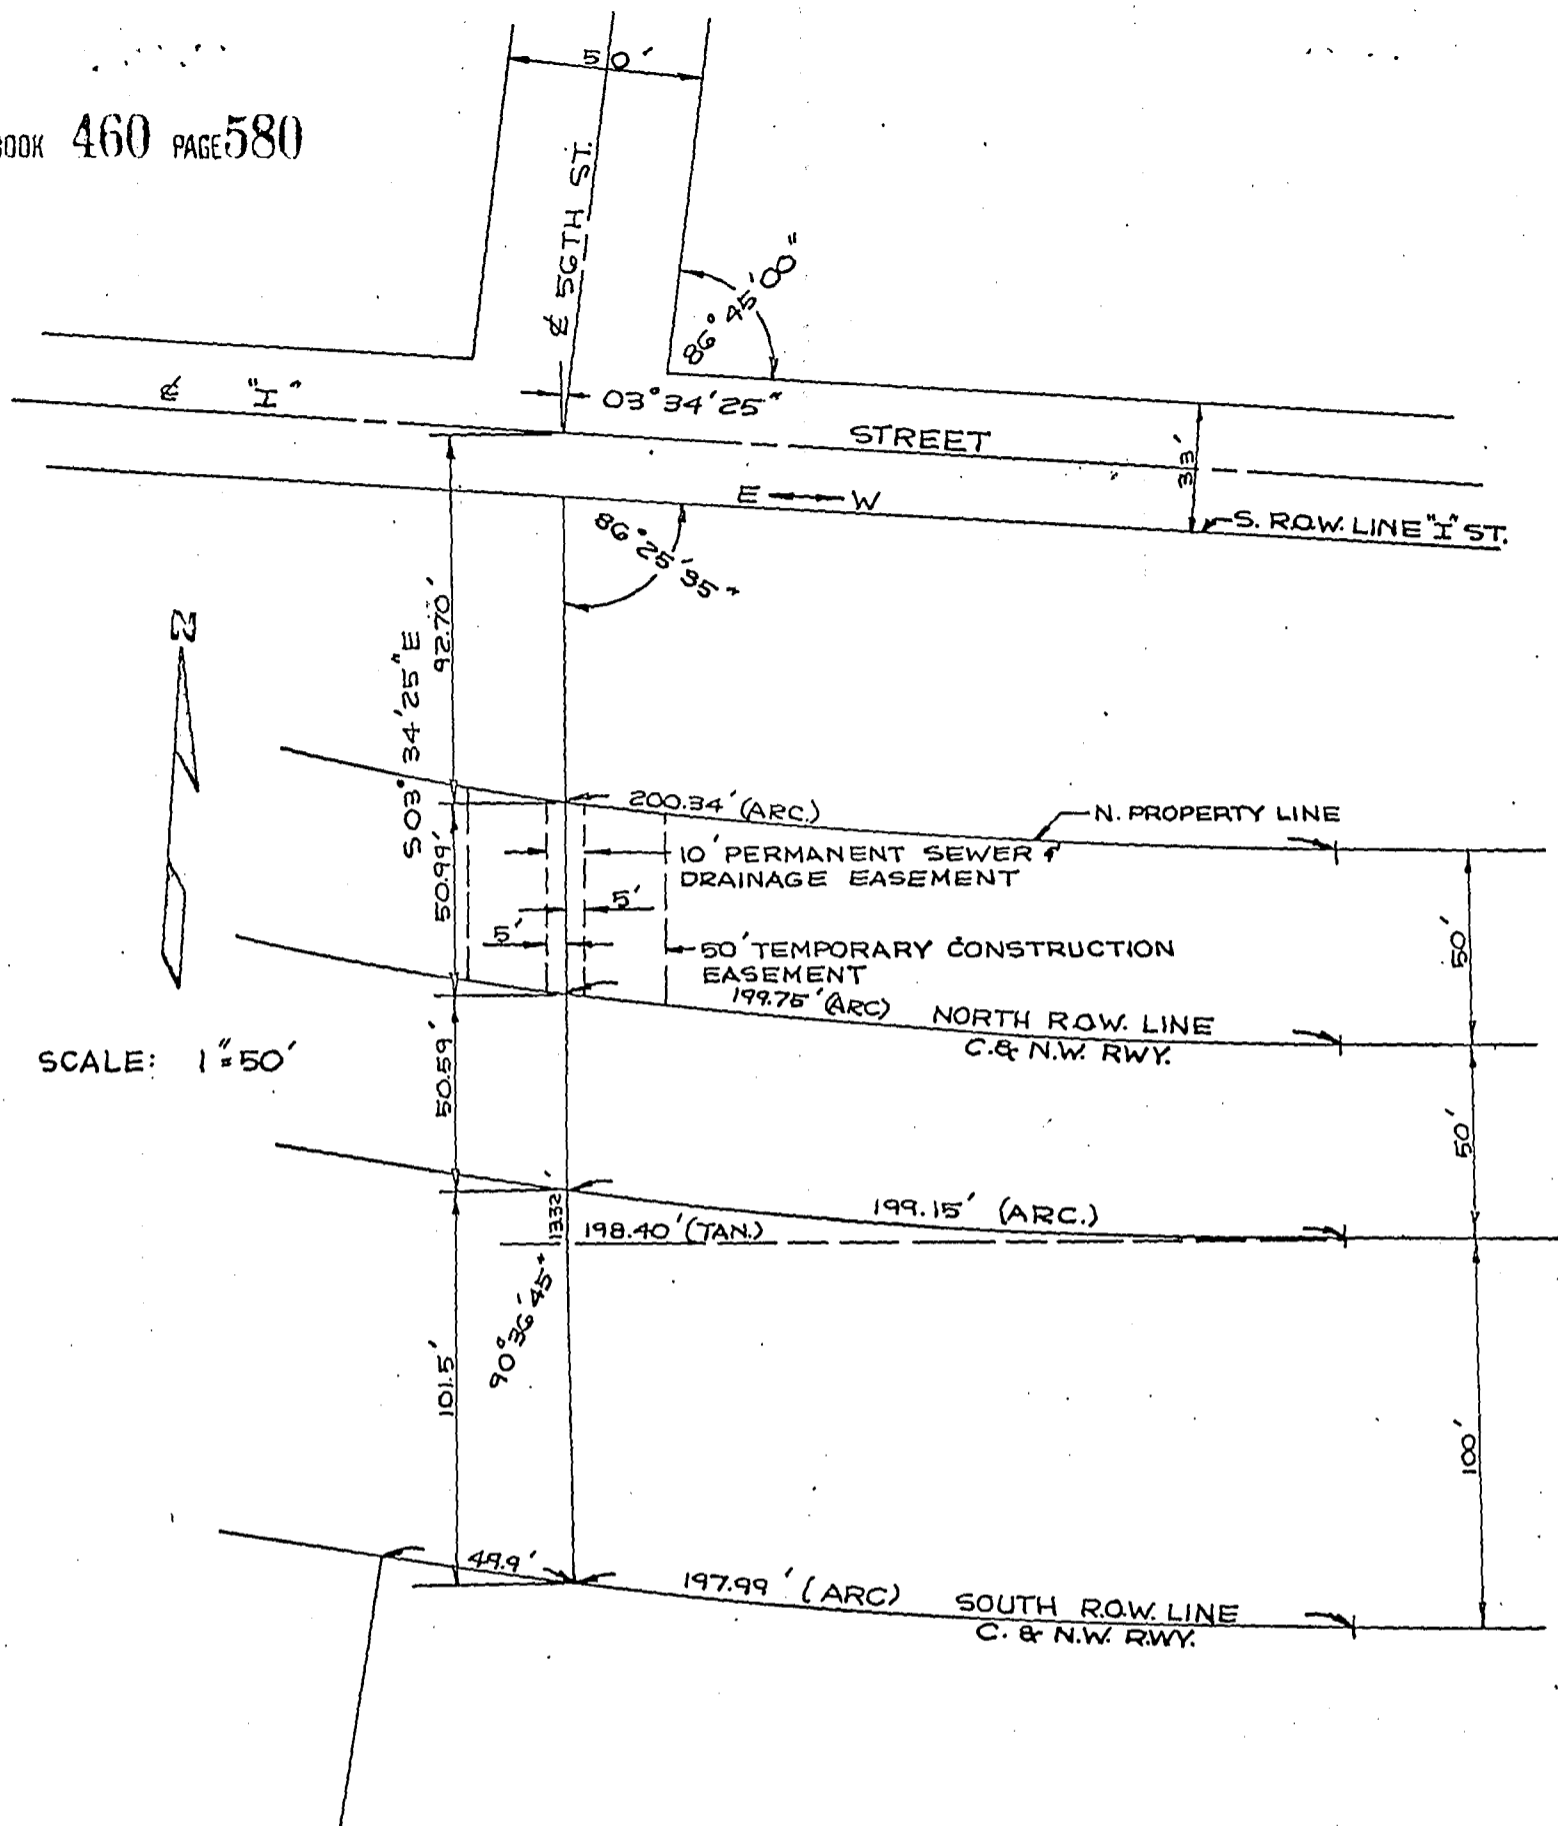 50'
BOOK 460 PAGE 580
℄ 56TH ST.
86° 45' 00"
℄ "I"
03° 34' 25"
STREET
33'
E W
S. R.O.W. LINE "I" ST.
86° 25' 35"
N
S 03° 34' 25" E
92.70'
200.34' (ARC.)
N. PROPERTY LINE
10' PERMANENT SEWER &
DRAINAGE EASEMENT
50.99'
5'
5'
50' TEMPORARY CONSTRUCTION
EASEMENT
50'
199.75' (ARC)
NORTH R.O.W. LINE
C. & N.W. RWY.
SCALE: 1"=50'
50.59'
50'
13.32'
199.15' (ARC.)
198.40' (TAN.)
90° 36' 45"
101.5'
100'
49.9'
197.99' (ARC)
SOUTH R.O.W. LINE
C. & N.W. RWY.